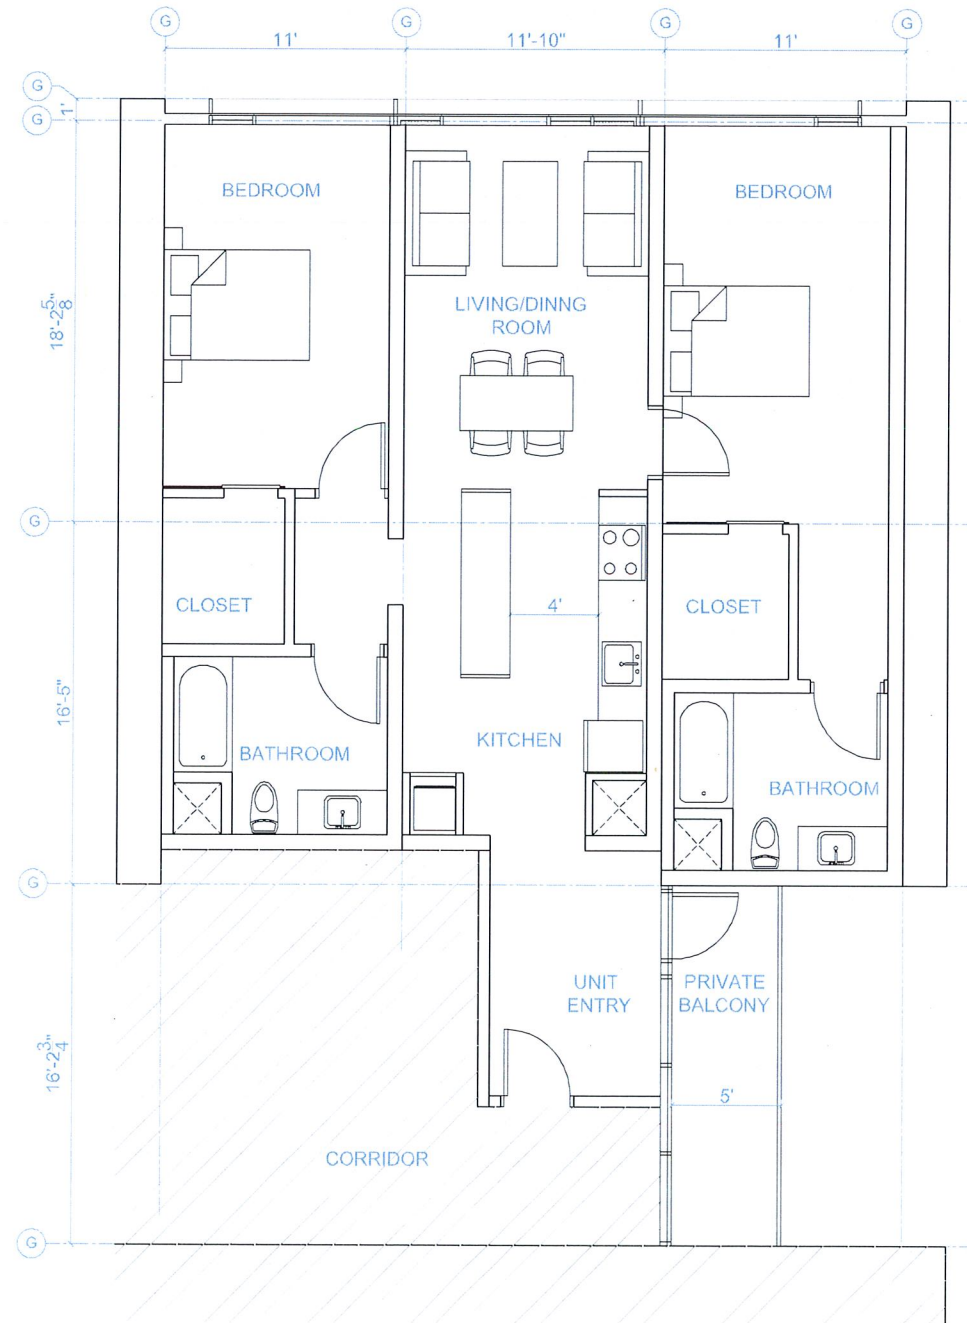 G
G
G
G
11'
11'-10"
11'
G
G
1'
BEDROOM
BEDROOM
LIVING/DINNG
ROOM
18'-2 5/8"
G
CLOSET
4'
CLOSET
16'-5"
KITCHEN
BATHROOM
BATHROOM
G
UNIT
ENTRY
PRIVATE
BALCONY
16'-2 3/4"
5'
CORRIDOR
G